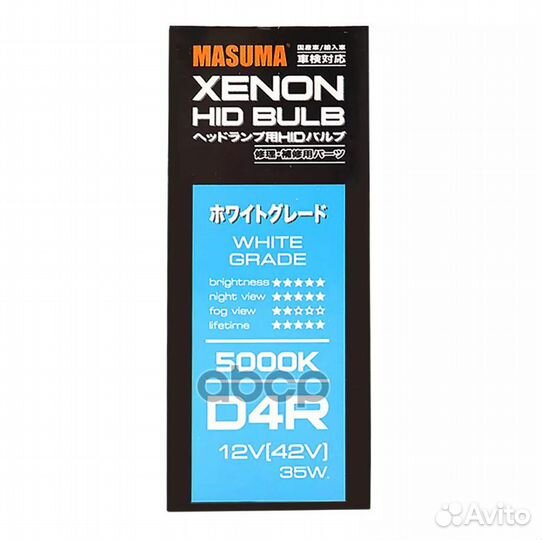 MASUMA
国産車/輸入車
車検対応
XENON
HID BULB
ヘッドランプ用HIDバルブ
修理・補修用パーツ
ホワイトグレード
WHITE
GRADE
brightness ★★★★★
night view ★★★★★
fog view ★★☆☆☆
lifetime ★★★★★
5000K
abcp
D4R
12V(42V)
35W.
Avito